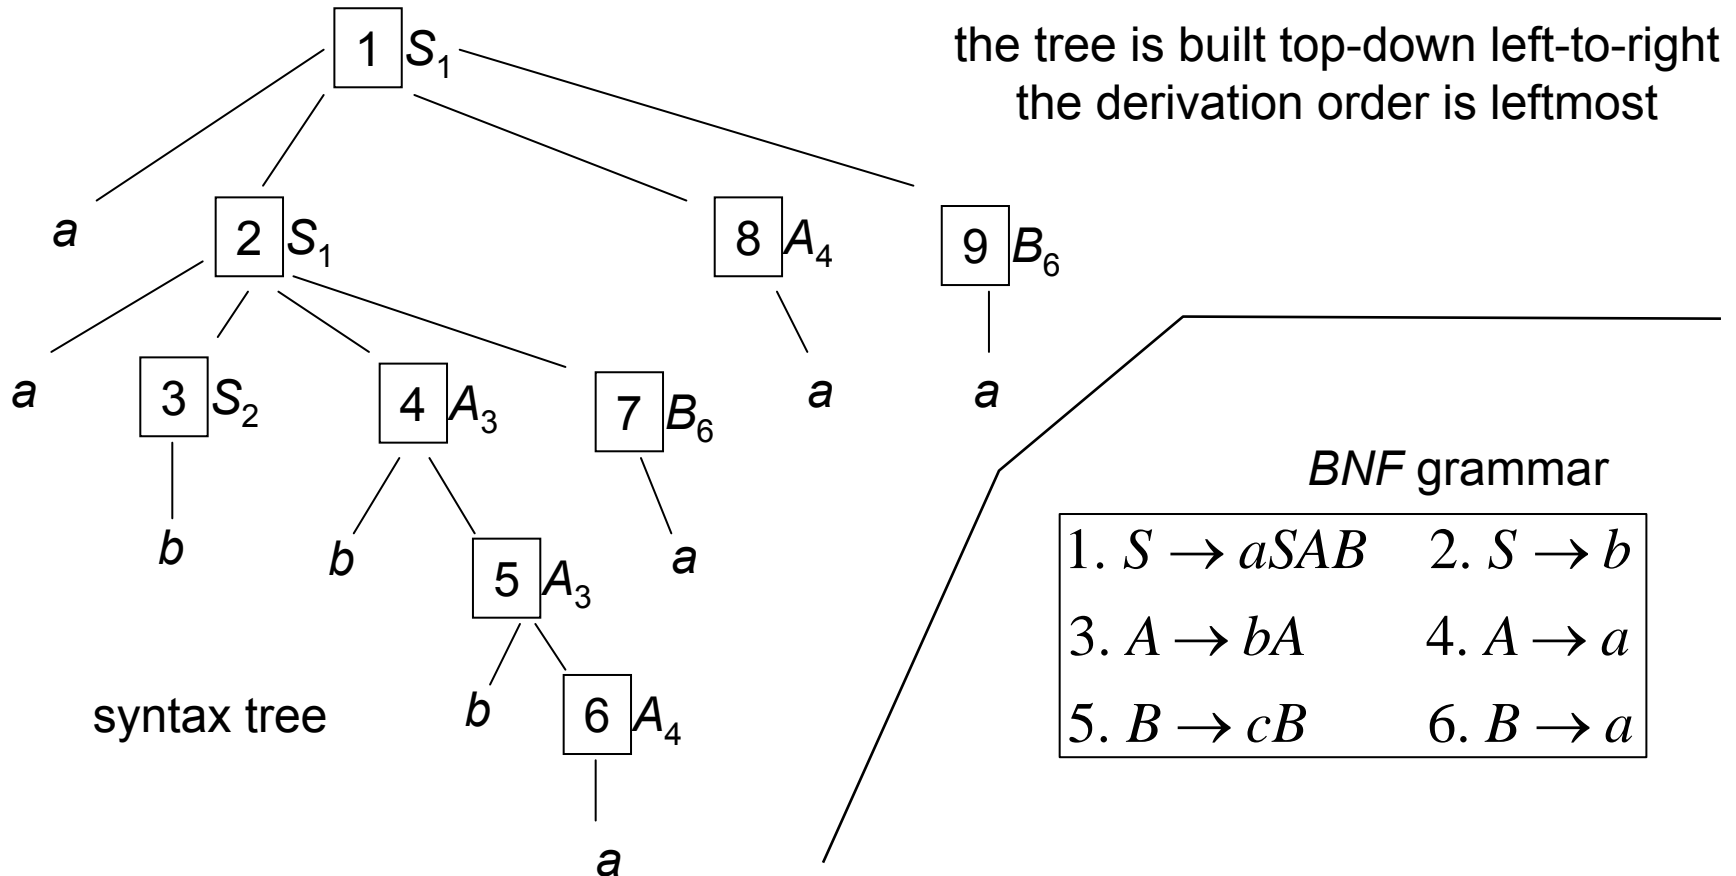 the tree is built top-down left-to-right
the derivation order is leftmost
1 S₁
a 2 S₁ 8 A₄ 9 B₆
a 3 S₂ 4 A₃ 7 B₆ a a
b b 5 A₃ a
b 6 A₄
a
syntax tree
BNF grammar
1. S → aSAB 2. S → b
3. A → bA 4. A → a
5. B → cB 6. B → a